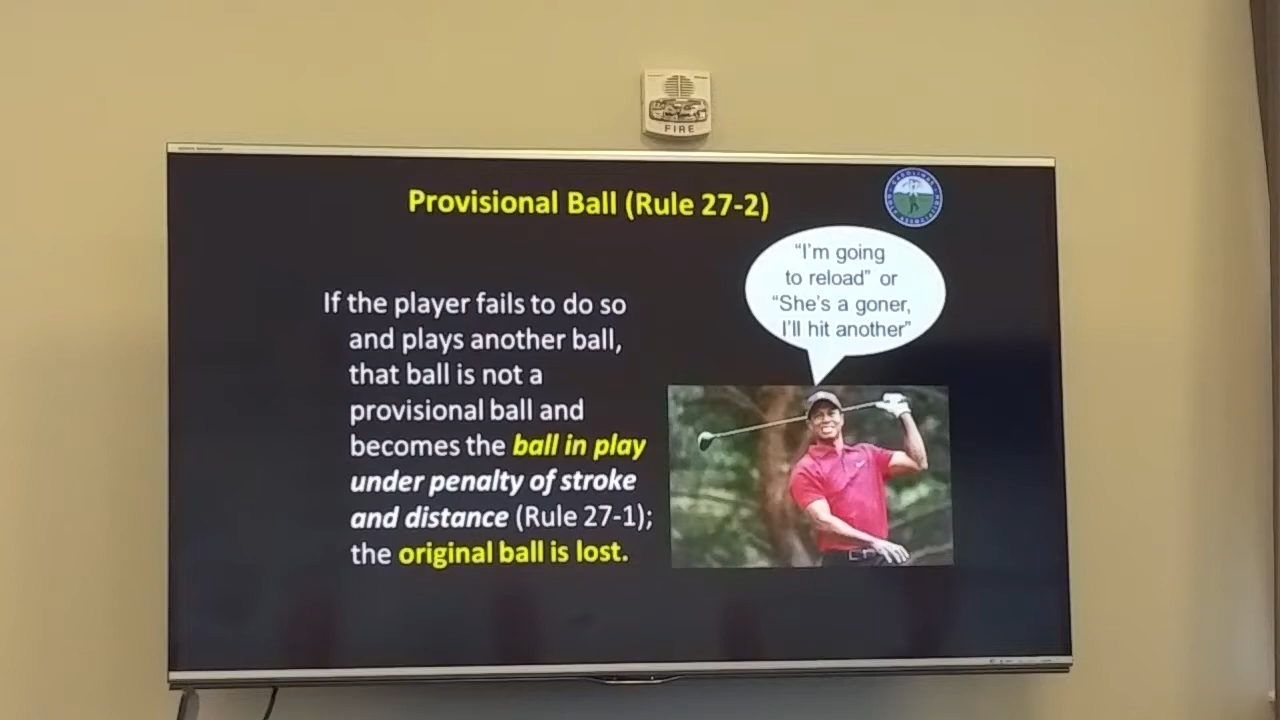 FIRE
Provisional Ball (Rule 27-2)
"I'm going
to reload" or
"She's a goner,
I'll hit another"
If the player fails to do so
and plays another ball,
that ball is not a
provisional ball and
becomes the ball in play
under penalty of stroke
and distance (Rule 27-1);
the original ball is lost.